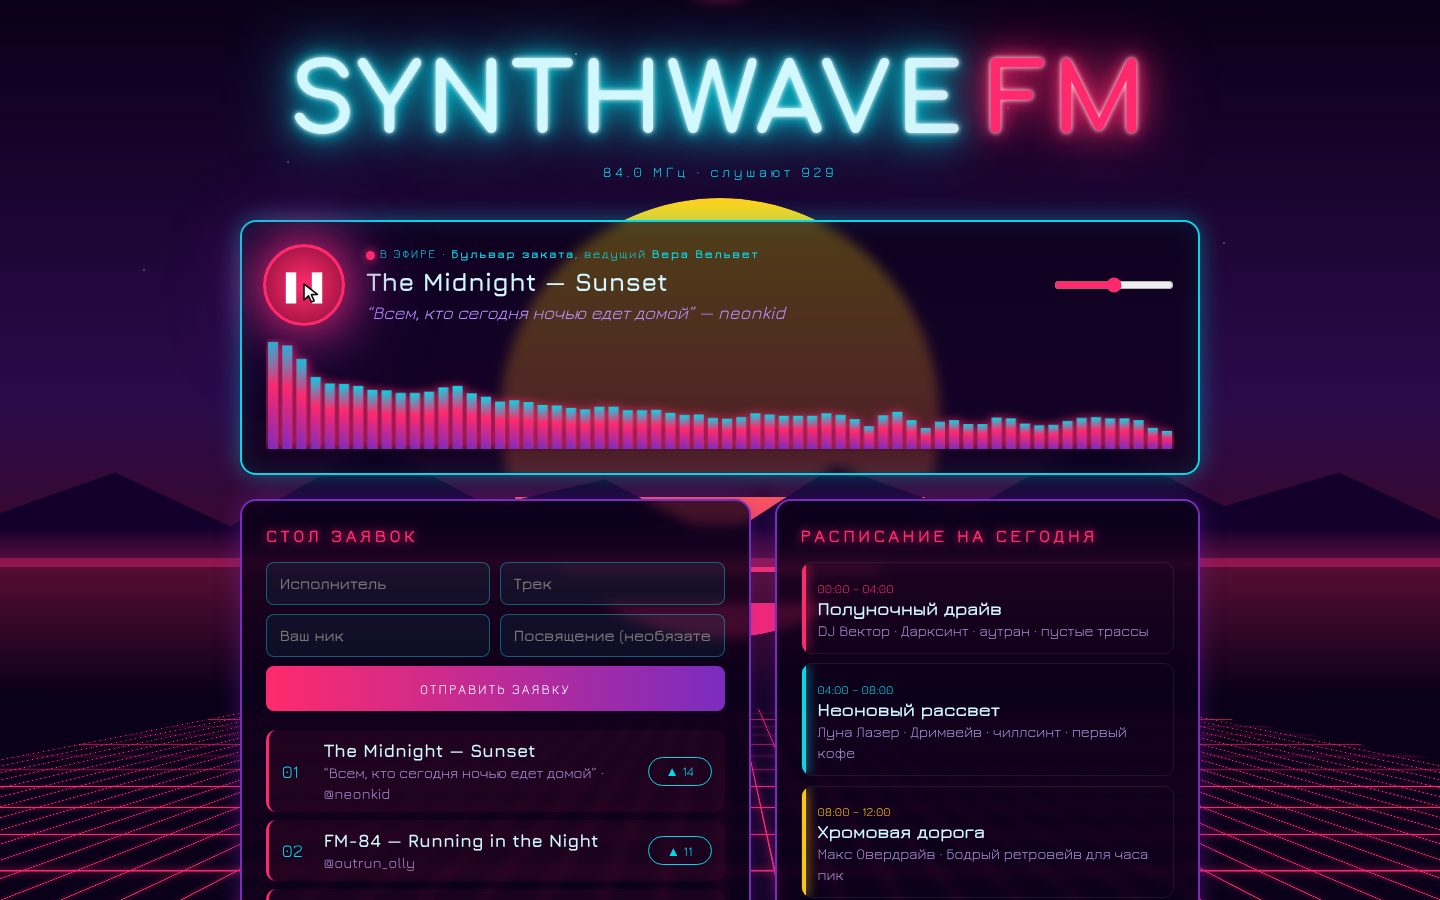 SYNTHWAVE FM
84.0 МГц · слушают 929
В ЭФИРЕ · Бульвар заката, ведущий Вера Вельвет
The Midnight — Sunset
“Всем, кто сегодня ночью едет домой” — neonkid
СТОЛ ЗАЯВОК
Исполнитель
Трек
Ваш ник
Посвящение (необязате
ОТПРАВИТЬ ЗАЯВКУ
01
The Midnight — Sunset
“Всем, кто сегодня ночью едет домой” ·
@neonkid
▲ 14
02
FM-84 — Running in the Night
@outrun_olly
▲ 11
РАСПИСАНИЕ НА СЕГОДНЯ
00:00 – 04:00
Полуночный драйв
DJ Вектор · Дарксинт · аутран · пустые трассы
04:00 – 08:00
Неоновый рассвет
Луна Лазер · Дримвейв · чиллсинт · первый
кофе
08:00 – 12:00
Хромовая дорога
Макс Овердрайв · Бодрый ретровейв для часа
пик